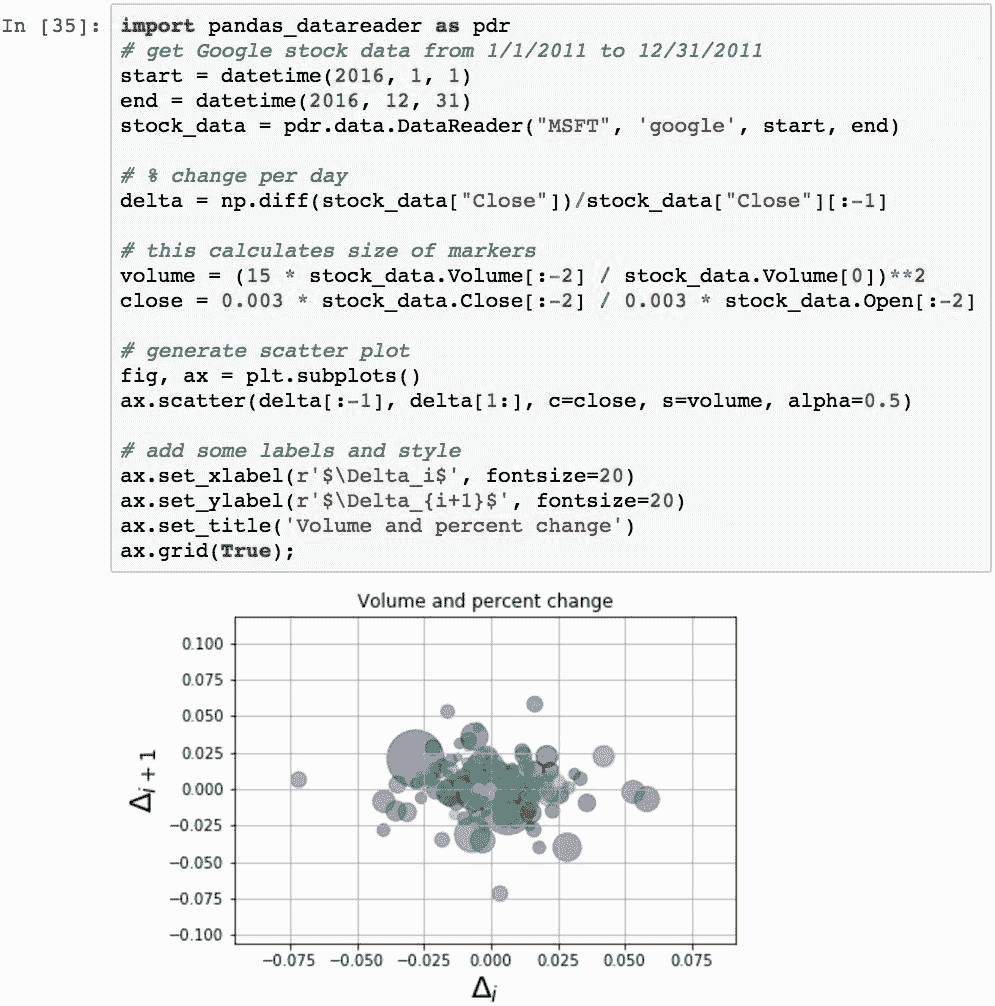 In [35]: import pandas_datareader as pdr
# get Google stock data from 1/1/2011 to 12/31/2011
start = datetime(2016, 1, 1)
end = datetime(2016, 12, 31)
stock_data = pdr.data.DataReader("MSFT", 'google', start, end)
# % change per day
delta = np.diff(stock_data["Close"])/stock_data["Close"][:-1]
# this calculates size of markers
volume = (15 * stock_data.Volume[:-2] / stock_data.Volume[0])**2
close = 0.003 * stock_data.Close[:-2] / 0.003 * stock_data.Open[:-2]
# generate scatter plot
fig, ax = plt.subplots()
ax.scatter(delta[:-1], delta[1:], c=close, s=volume, alpha=0.5)
# add some labels and style
ax.set_xlabel(r'$\Delta_i$', fontsize=20)
ax.set_ylabel(r'$\Delta_{i+1}$', fontsize=20)
ax.set_title('Volume and percent change')
ax.grid(True);
Volume and percent change
0.100
0.075
0.050
0.025
0.000
−0.025
−0.050
−0.075
−0.100
Δi+1
−0.075 −0.050 −0.025 0.000 0.025 0.050 0.075
Δi